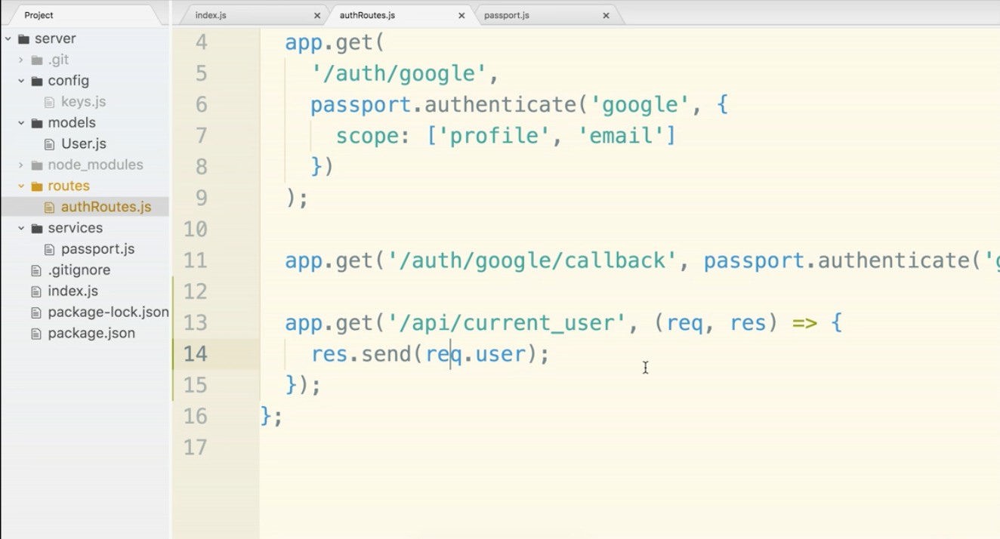 Project
server
.git
config
keys.js
models
User.js
node_modules
routes
authRoutes.js
services
passport.js
.gitignore
index.js
package-lock.json
package.json
index.js × authRoutes.js × passport.js ×
4 app.get(
5 '/auth/google',
6 passport.authenticate('google', {
7 scope: ['profile', 'email']
8 })
9 );
10
11 app.get('/auth/google/callback', passport.authenticate('g
12
13 app.get('/api/current_user', (req, res) => {
14 res.send(req.user);
15 });
16 };
17